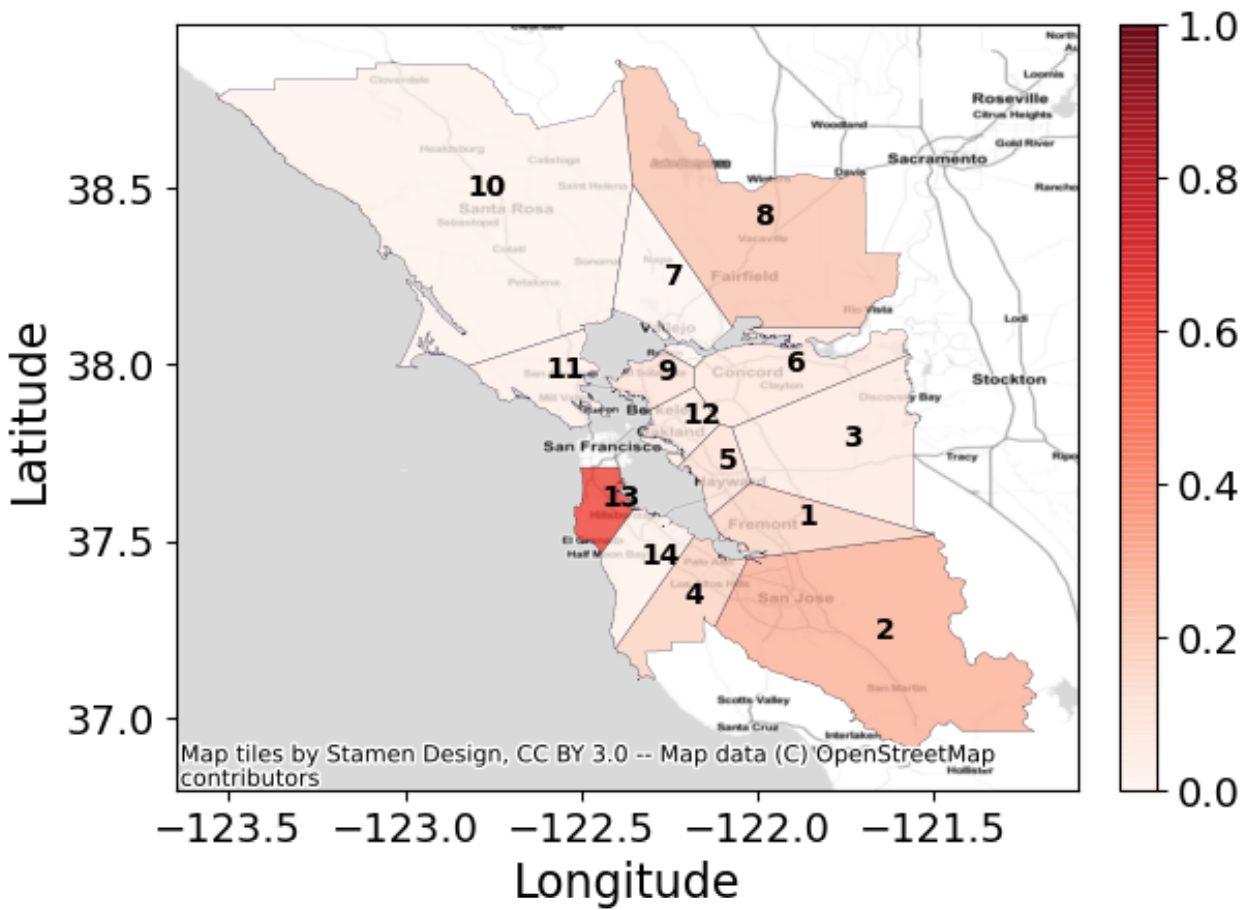 1.0
North
Au
Loomis
Cloverdale
Roseville
Citrus Heights
Woodland
Gold River
Healdsburg
Calistoga
Sacramento
Davis
Winters
38.5
10
Saint Helena
Rancho
0.8
Santa Rosa
8
Sebastopol
Vacaville
Cotati
Sonoma
Napa
7
Fairfield
Petaluma
Rio Vista
Lodi
Vallejo
0.6
Latitude
38.0
11
9
6
Concord
Clayton
Stockton
Mill Valley
Discovery Bay
12
Oakland
3
San Francisco
5
Tracy
Ripo
Hayward
0.4
13
1
Fremont
37.5
Half Moon Bay
14
Palo Alto
4
Los Altos Hills
San Jose
2
0.2
San Martin
37.0
Scotts Valley
Santa Cruz
Interlaken
Map tiles by Stamen Design, CC BY 3.0 -- Map data (C) OpenStreetMap
contributors
Hollister
0.0
−123.5 −123.0 −122.5 −122.0 −121.5
Longitude